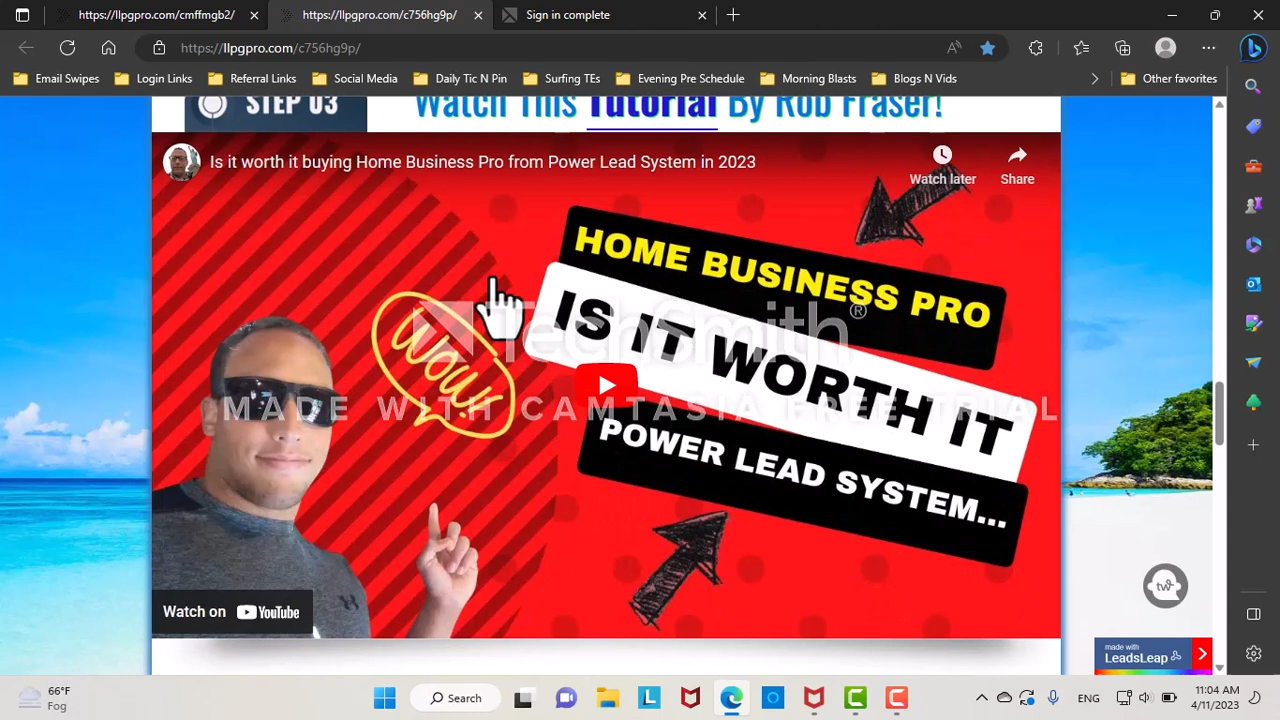 https://llpgpro.com/cmffmgb2/
https://llpgpro.com/c756hg9p/
Sign in complete
https://llpgpro.com/c756hg9p/
Email Swipes
Login Links
Referral Links
Social Media
Daily Tic N Pin
Surfing TEs
Evening Pre Schedule
Morning Blasts
Blogs N Vids
Other favorites
STEP 03
Watch This Tutorial By Rob Fraser!
Is it worth it buying Home Business Pro from Power Lead System in 2023
Watch later
Share
HOME BUSINESS PRO
IS IT WORTH IT
POWER LEAD SYSTEM...
Wow!
TechSmith®
MADE WITH CAMTASIA FREE TRIAL
Watch on YouTube
made with
LeadsLeap
66°F
Fog
Search
ENG
11:04 AM
4/11/2023